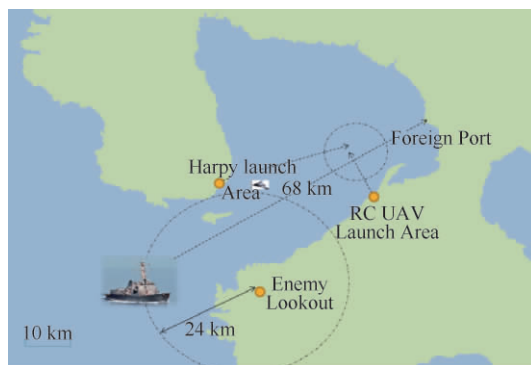 Foreign Port
Harpy launch
Area
68 km
RC UAV
Launch Area
Enemy
Lookout
24 km
10 km